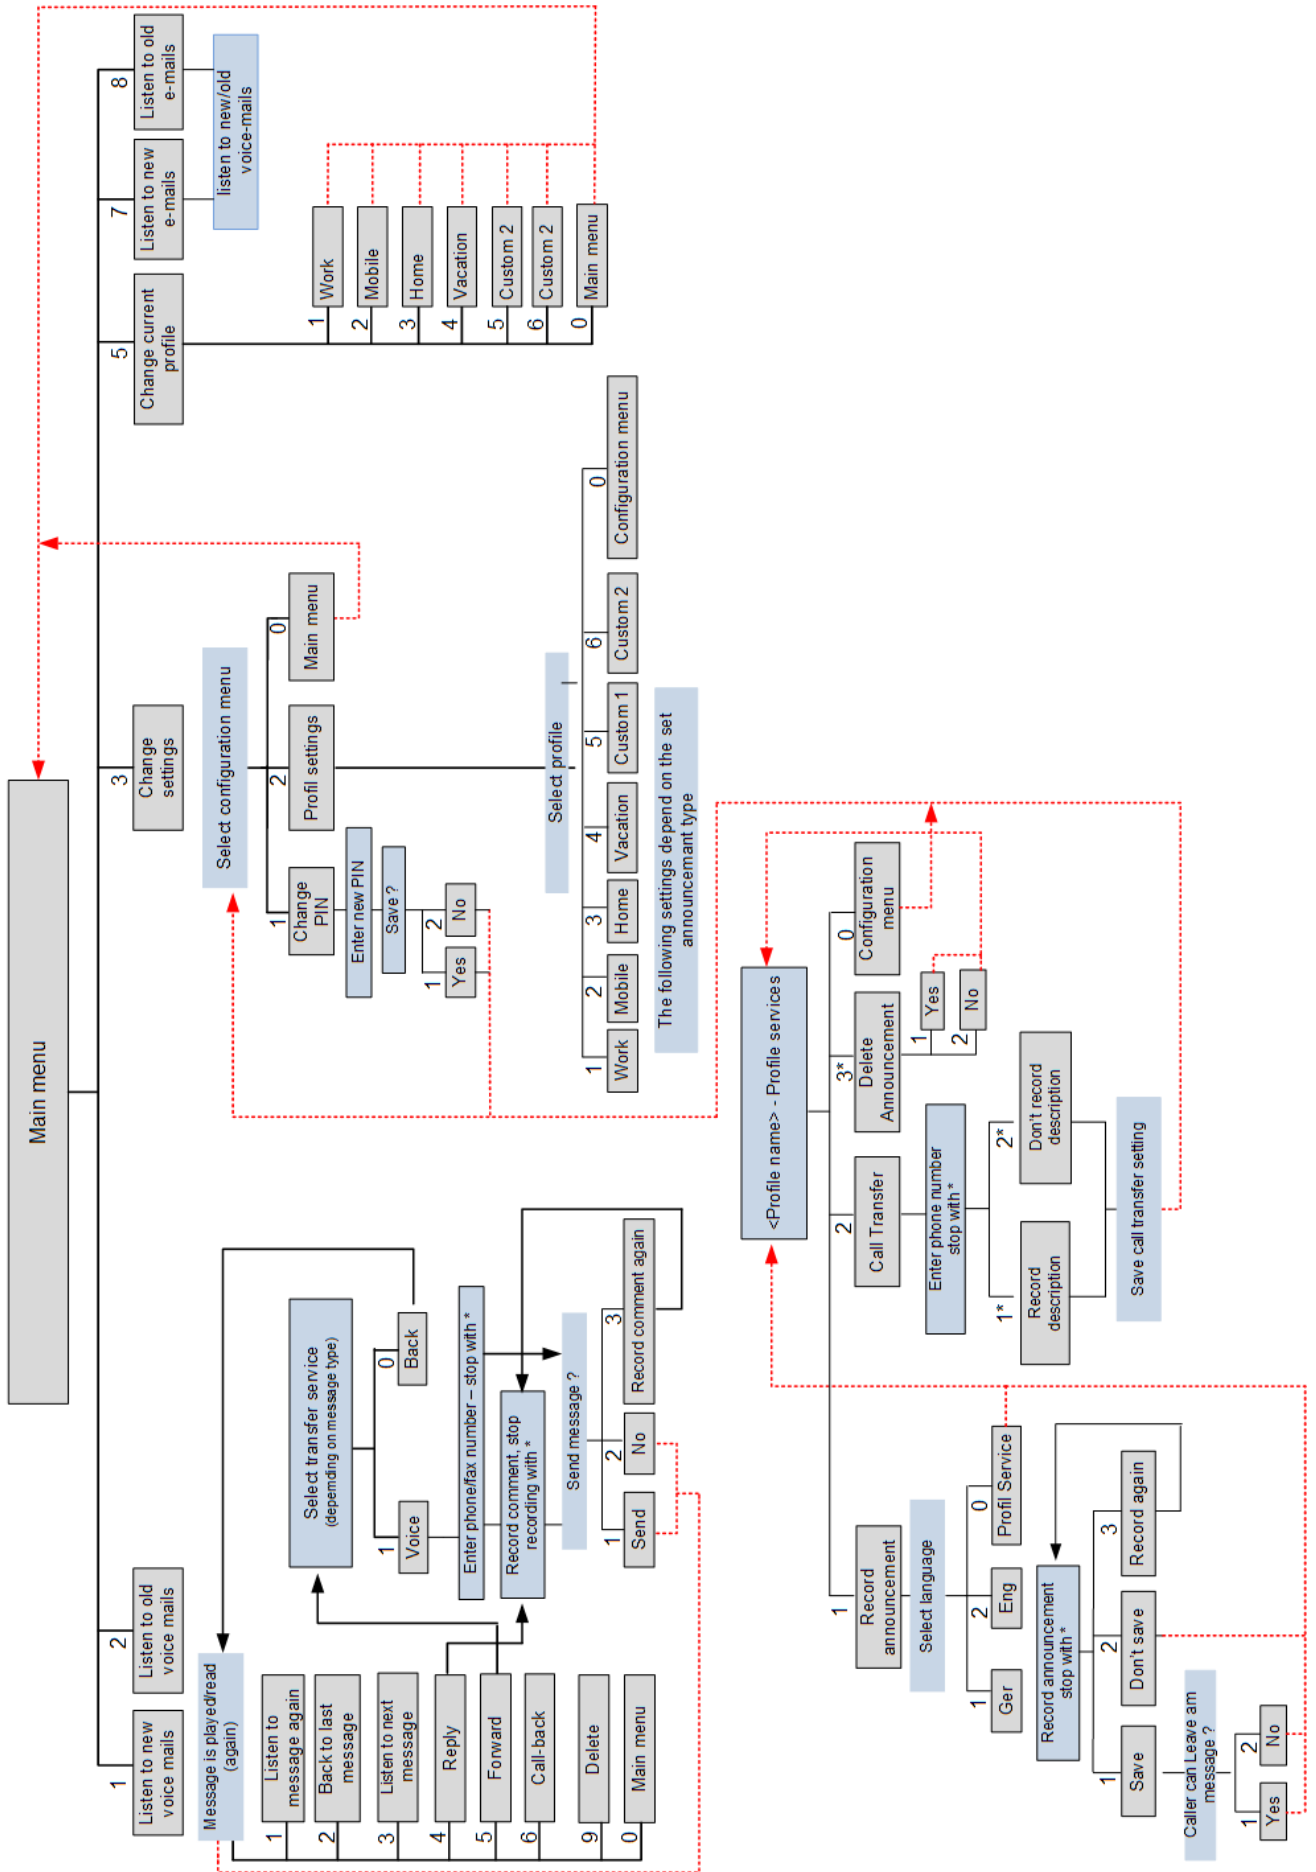 Main menu
1
Listen to new
voice mails
2
Listen to old
voice mails
3
Change
settings
5
Change current
profile
7
Listen to new
e-mails
8
Listen to old
e-mails
listen to new/old
voice-mails
Message is played/read
(again)
1
Listen to
message again
2
Back to last
message
3
Listen to next
message
4
Reply
5
Forward
6
Call-back
9
Delete
0
Main menu
Select transfer service
(depemding on message type)
1
Voice
0
Back
Enter phone/fax number – stop with *
Record comment, stop
recording with *
Send message ?
1
Send
2
No
3
Record comment again
Select configuration menu
1
Change
PIN
2
Profil settings
0
Main menu
Enter new PIN
Save ?
1
Yes
2
No
Select profile
1
Work
2
Mobile
3
Home
4
Vacation
5
Custom 1
6
Custom 2
0
Configuration menu
The following settings depend on the set
announcemant type
1
Work
2
Mobile
3
Home
4
Vacation
5
Custom 2
6
Custom 2
0
Main menu
<Profile name> - Profile services
1
Record
announcement
2
Call Transfer
3*
Delete
Announcement
0
Configuration
menu
Select language
1
Ger
2
Eng
0
Profil Service
Record announcement
stop with *
1
Save
2
Don't save
3
Record again
Caller can Leave am
message ?
1
Yes
2
No
Enter phone number
stop with *
1*
Record
description
2*
Don't record
description
Save call transfer setting
1
Yes
2
No